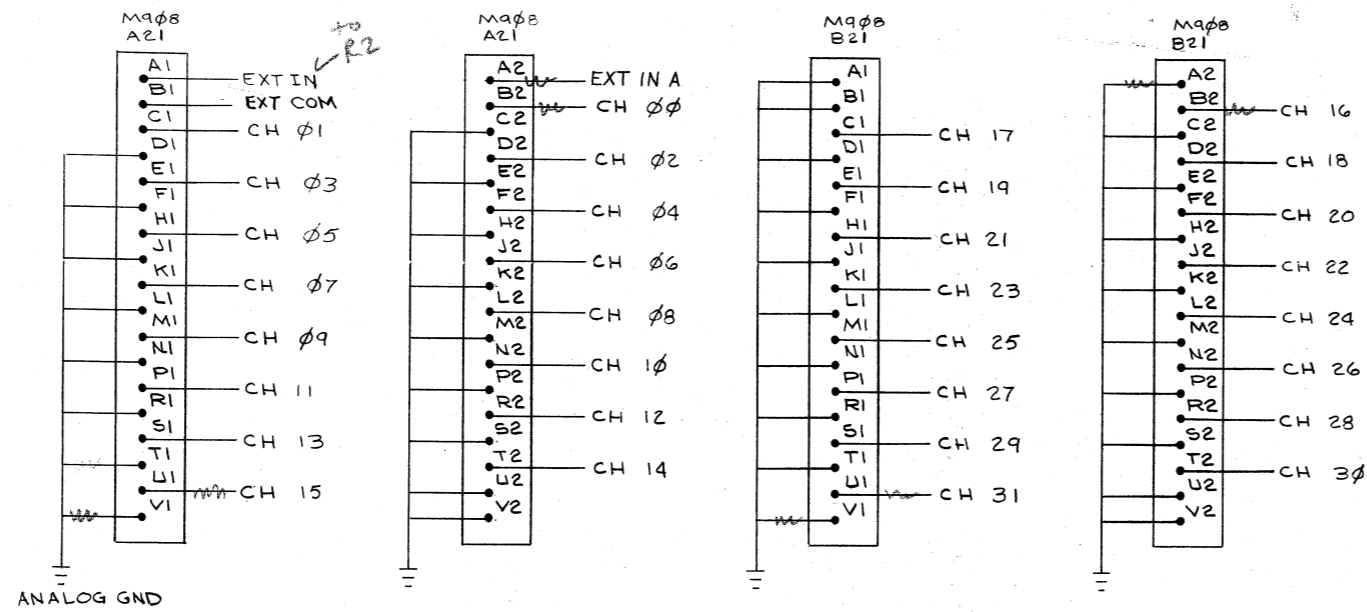 MΦ9Ø8
A21
to
R2
A1
EXT IN
B1
EXT COM
C1
CH Ø1
D1
E1
CH Ø3
F1
H1
CH Ø5
J1
K1
CH Ø7
L1
M1
CH Ø9
N1
P1
CH 11
R1
S1
CH 13
T1
U1
CH 15
V1
ANALOG GND
M9Ø8
A21
A2
EXT IN A
B2
CH ØØ
C2
D2
CH Ø2
E2
F2
CH Ø4
H2
J2
CH Ø6
K2
L2
CH Ø8
M2
N2
CH 1Ø
P2
R2
CH 12
S2
T2
CH 14
U2
V2
M9Ø8
B21
A1
B1
C1
CH 17
D1
E1
CH 19
F1
H1
CH 21
J1
K1
CH 23
L1
M1
CH 25
N1
P1
CH 27
R1
S1
CH 29
T1
U1
CH 31
V1
M9Ø8
B21
A2
B2
CH 16
C2
D2
CH 18
E2
F2
CH 20
H2
J2
CH 22
K2
L2
CH 24
M2
N2
CH 26
P2
R2
CH 28
S2
T2
CH 3Ø
U2
V2